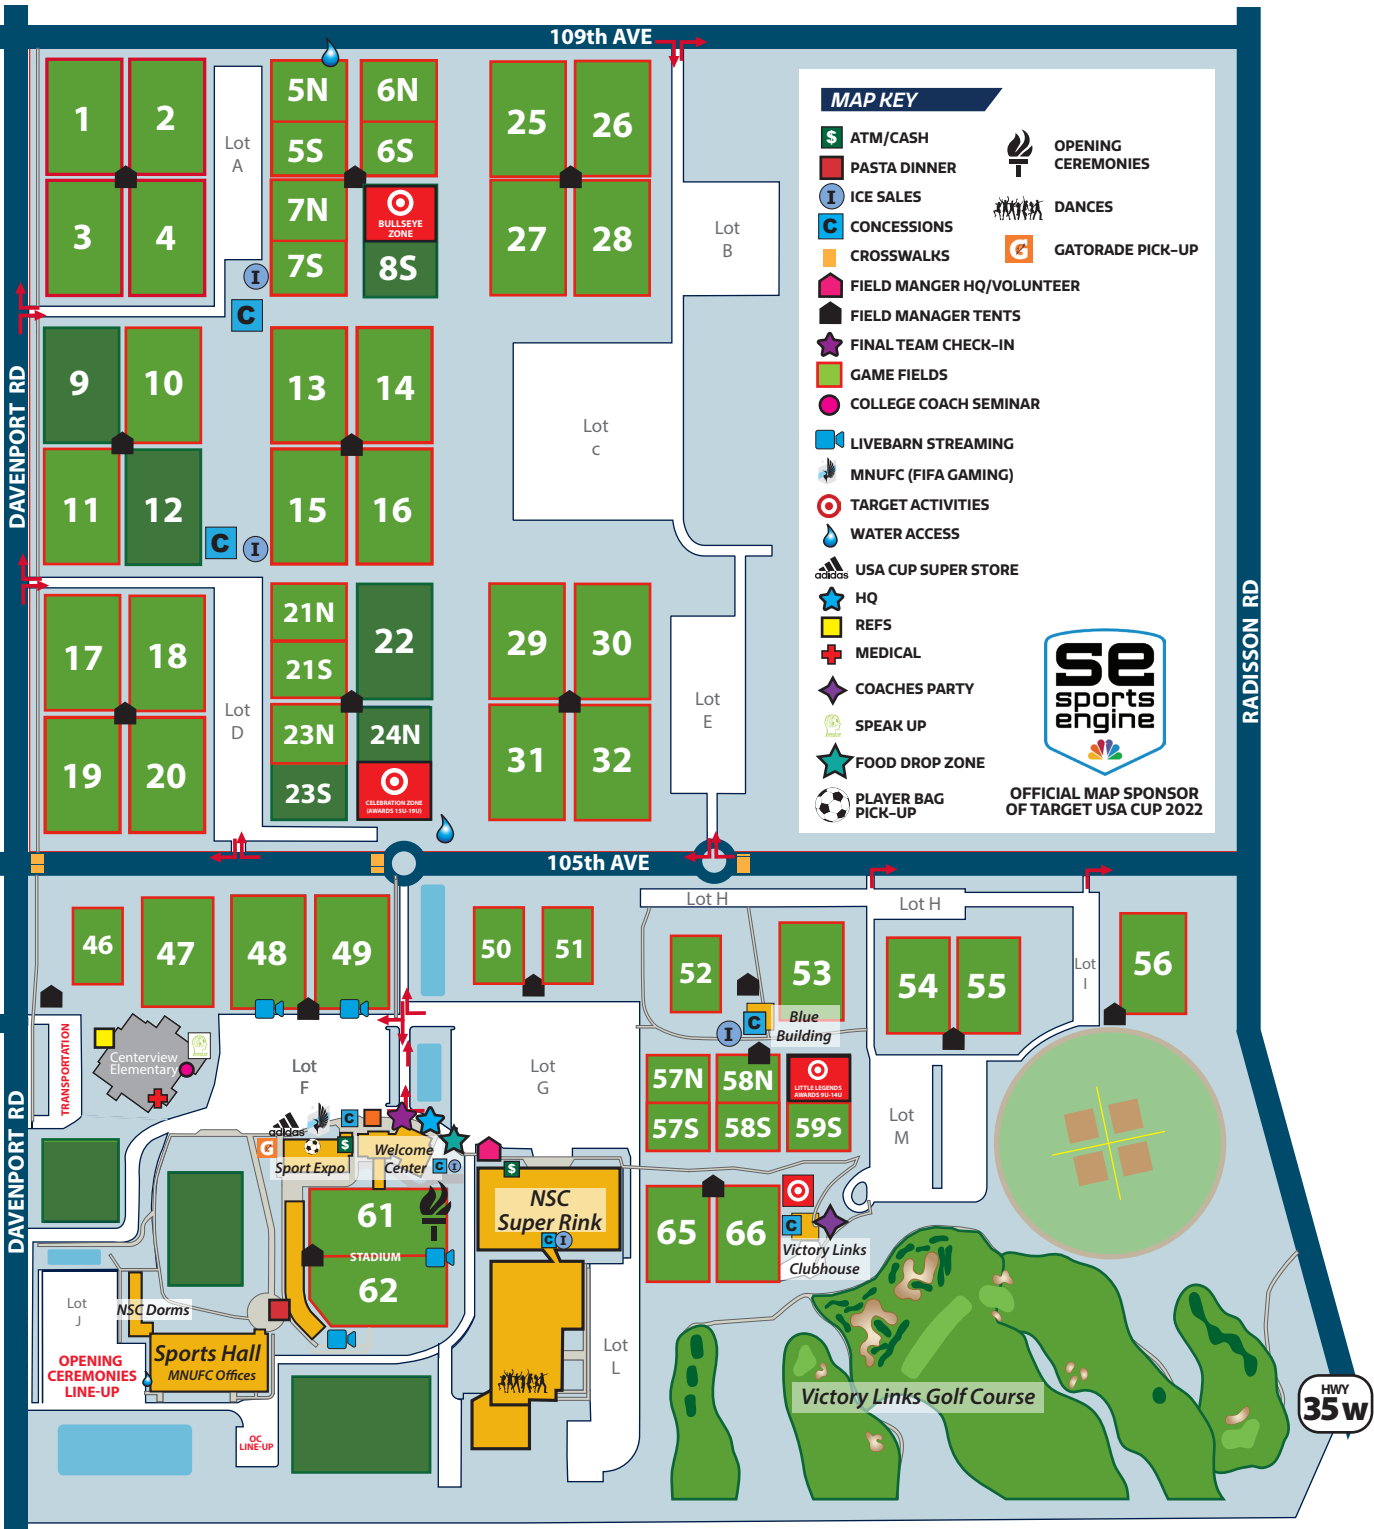 109th AVE
1
2
3
4
Lot
A
5N
6N
5S
6S
7N
BULLSEYE
ZONE
7S
8S
25
26
27
28
Lot
B
I
C
MAP KEY
$ ATM/CASH
PASTA DINNER
I ICE SALES
C CONCESSIONS
CROSSWALKS
FIELD MANGER HQ/VOLUNTEER
FIELD MANAGER TENTS
FINAL TEAM CHECK-IN
GAME FIELDS
COLLEGE COACH SEMINAR
LIVEBARN STREAMING
MNUFC (FIFA GAMING)
TARGET ACTIVITIES
WATER ACCESS
adidas USA CUP SUPER STORE
HQ
REFS
MEDICAL
COACHES PARTY
SPEAK UP
FOOD DROP ZONE
PLAYER BAG
PICK-UP
OPENING
CEREMONIES
DANCES
G GATORADE PICK-UP
se
sports
engine
OFFICIAL MAP SPONSOR
OF TARGET USA CUP 2022
DAVENPORT RD
RADISSON RD
9
10
11
12
13
14
15
16
Lot
c
C
I
17
18
19
20
Lot
D
21N
21S
22
23N
24N
23S
CELEBRATION ZONE
(AWARDS 15U-19U)
29
30
31
32
Lot
E
105th AVE
46
47
48
49
50
51
Lot H
Lot H
52
53
54
55
56
Lot
I
I
C
Blue
Building
TRANSPORTATION
Centerview
Elementary
Lot
F
Lot
G
57N
58N
LITTLE LEGENDS
AWARDS 9U-14U
57S
58S
59S
Lot
M
DAVENPORT RD
adidas
C
G
$
Sport Expo
Welcome
Center
C
I
$
61
STADIUM
62
NSC
Super Rink
C
I
65
66
C
Victory Links
Clubhouse
Lot
J
NSC Dorms
OPENING
CEREMONIES
LINE-UP
Sports Hall
MNUFC Offices
OC
LINE-UP
Lot
L
Victory Links Golf Course
HWY
35W